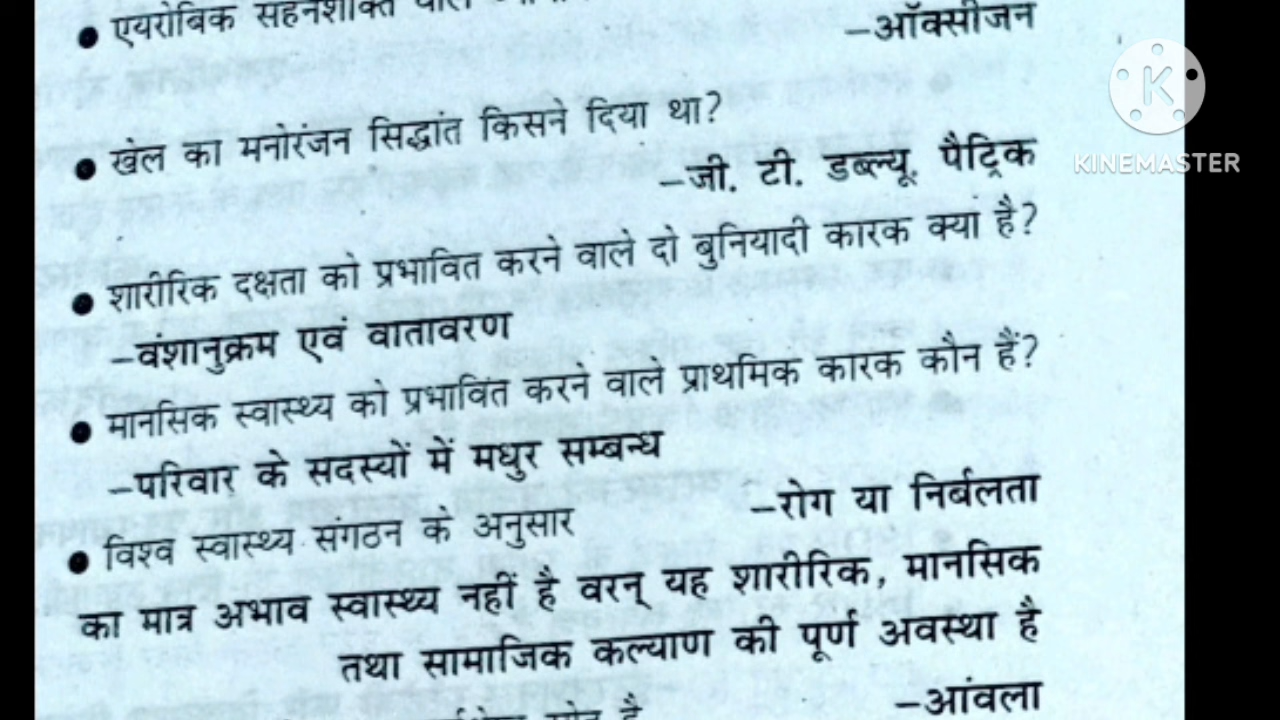 एयरोबिक सहनशक्ति वाले
–ऑक्सीजन
खेल का मनोरंजन सिद्धांत किसने दिया था?
–जी. टी. डब्ल्यू. पैट्रिक
शारीरिक दक्षता को प्रभावित करने वाले दो बुनियादी कारक क्या है?
–वंशानुक्रम एवं वातावरण
मानसिक स्वास्थ्य को प्रभावित करने वाले प्राथमिक कारक कौन हैं?
–परिवार के सदस्यों में मधुर सम्बन्ध
विश्व स्वास्थ्य संगठन के अनुसार –रोग या निर्बलता
का मात्र अभाव स्वास्थ्य नहीं है वरन् यह शारीरिक, मानसिक
तथा सामाजिक कल्याण की पूर्ण अवस्था है
–आंवला
KINEMASTER